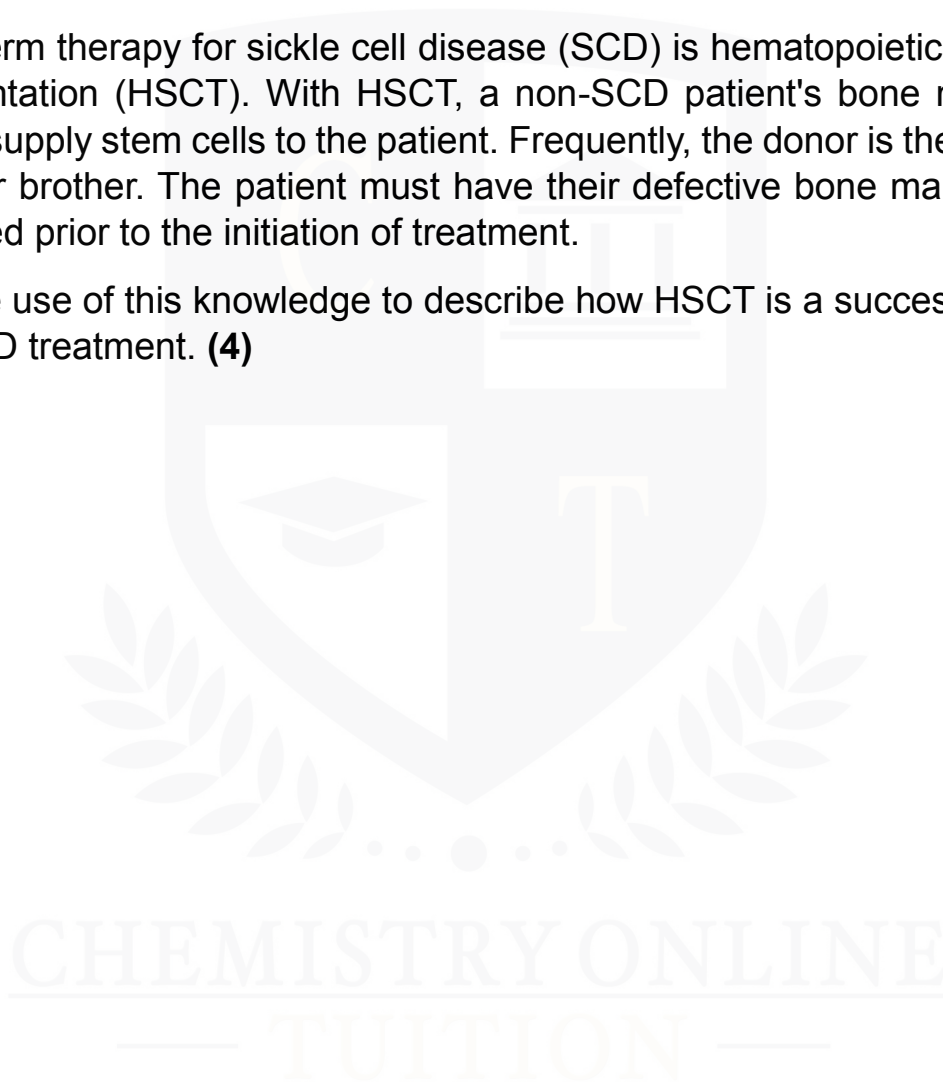 erm therapy for sickle cell disease (SCD) is hematopoietic
ntation (HSCT). With HSCT, a non-SCD patient's bone
supply stem cells to the patient. Frequently, the donor is the
r brother. The patient must have their defective bone ma
ed prior to the initiation of treatment.
e use of this knowledge to describe how HSCT is a succes
D treatment. (4)
C
T
CHEMISTRY ONLINE
TUITION